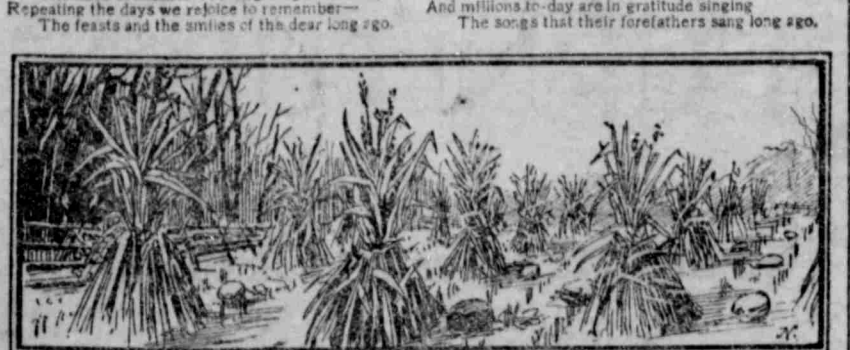 Repeating the days we rejoice to remember—
The feasts and the smiles of the dear long ago.
And millions to-day are in gratitude singing
The songs that their forefathers sang long ago.
N.